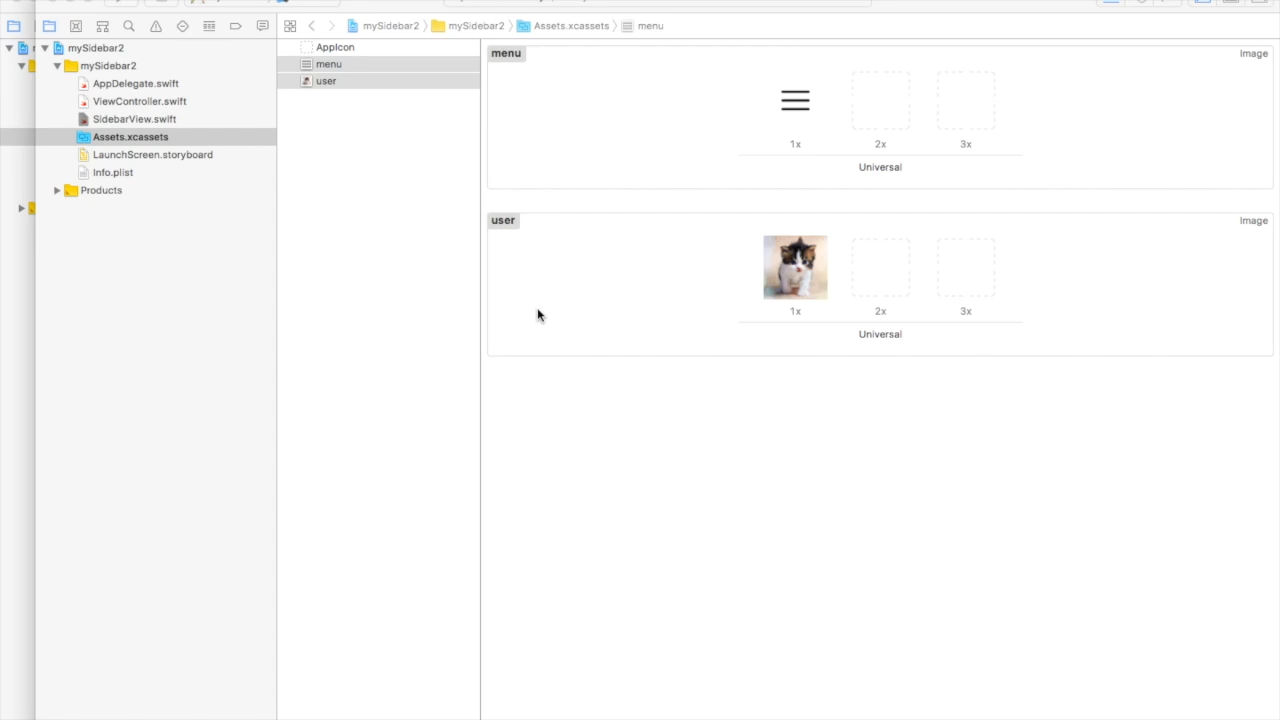 mySidebar2 mySidebar2 Assets.xcassets menu
mySidebar2
mySidebar2
AppDelegate.swift
ViewController.swift
SidebarView.swift
Assets.xcassets
LaunchScreen.storyboard
Info.plist
Products
AppIcon
menu
user
menu Image
1x 2x 3x
Universal
user Image
1x 2x 3x
Universal